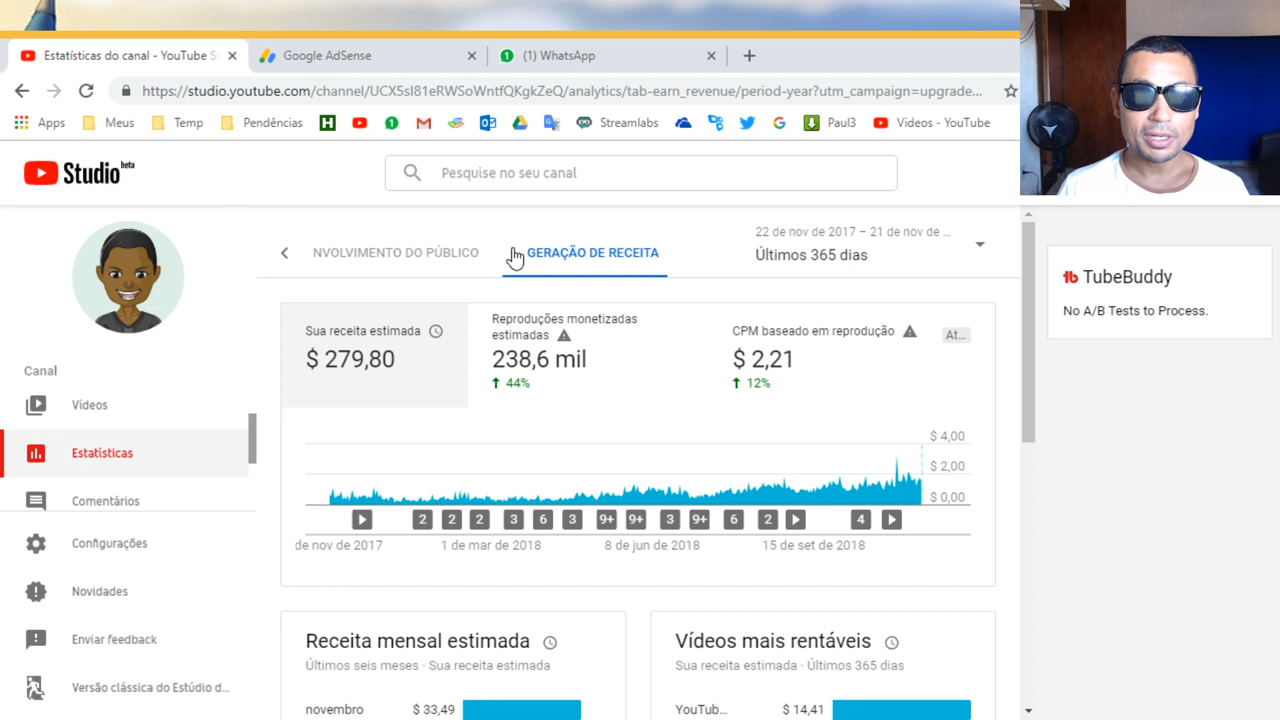 Estatísticas do canal - YouTube S
Google AdSense
(1) WhatsApp
https://studio.youtube.com/channel/UCX5sI81eRWSoWntfQKgkZeQ/analytics/tab-earn_revenue/period-year?utm_campaign=upgrade...
Apps
Meus
Temp
Pendências
Streamlabs
Paul3
Videos - YouTube
Studio beta
Pesquise no seu canal
NVOLVIMENTO DO PÚBLICO
GERAÇÃO DE RECEITA
22 de nov de 2017 – 21 de nov de ...
Últimos 365 dias
TubeBuddy
No A/B Tests to Process.
Sua receita estimada
$ 279,80
Reproduções monetizadas
estimadas
238,6 mil
44%
CPM baseado em reprodução
$ 2,21
12%
At...
Canal
Vídeos
Estatísticas
Comentários
Configurações
Novidades
Enviar feedback
Versão clássica do Estúdio d...
$ 4,00
$ 2,00
$ 0,00
2 2 2 3 6 3 9+ 9+ 3 9+ 6 2 4
de nov de 2017
1 de mar de 2018
8 de jun de 2018
15 de set de 2018
Receita mensal estimada
Últimos seis meses · Sua receita estimada
novembro
$ 33,49
Vídeos mais rentáveis
Sua receita estimada · Últimos 365 dias
YouTub...
$ 14,41